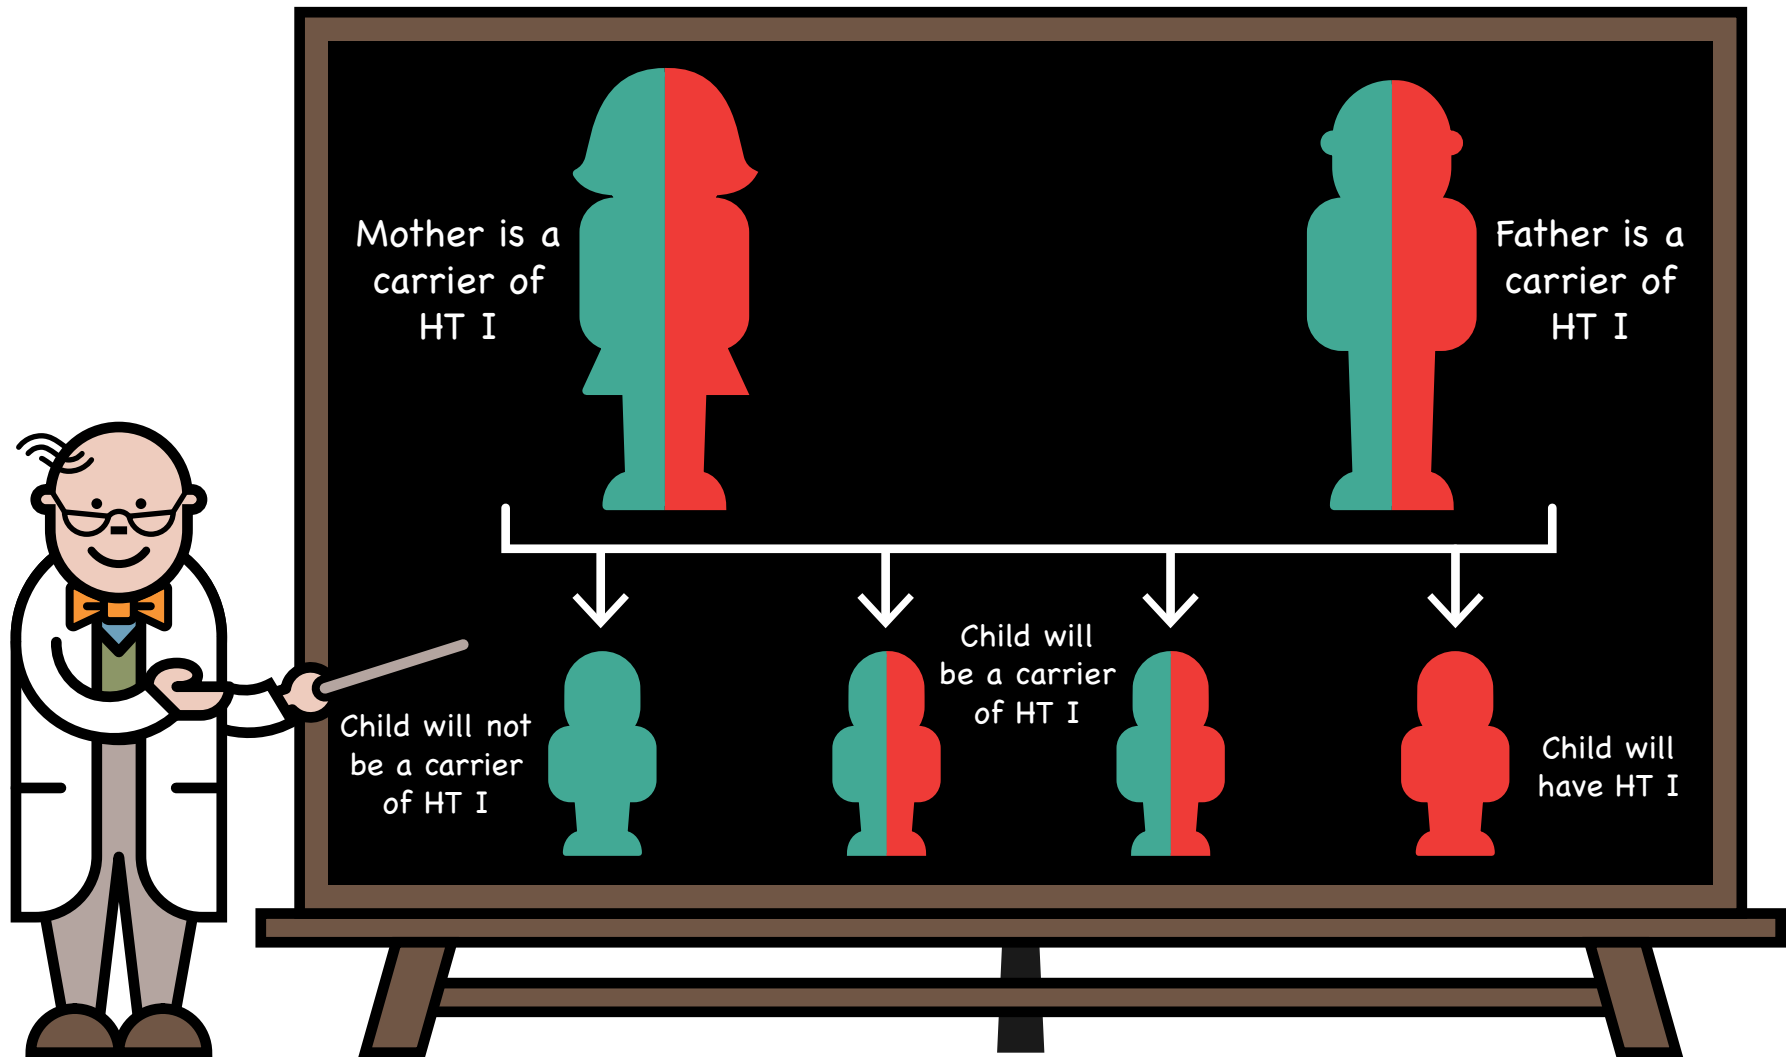 Mother is a
carrier of
HT I
Father is a
carrier of
HT I
Child will not
be a carrier
of HT I
Child will
be a carrier
of HT I
Child will
have HT I